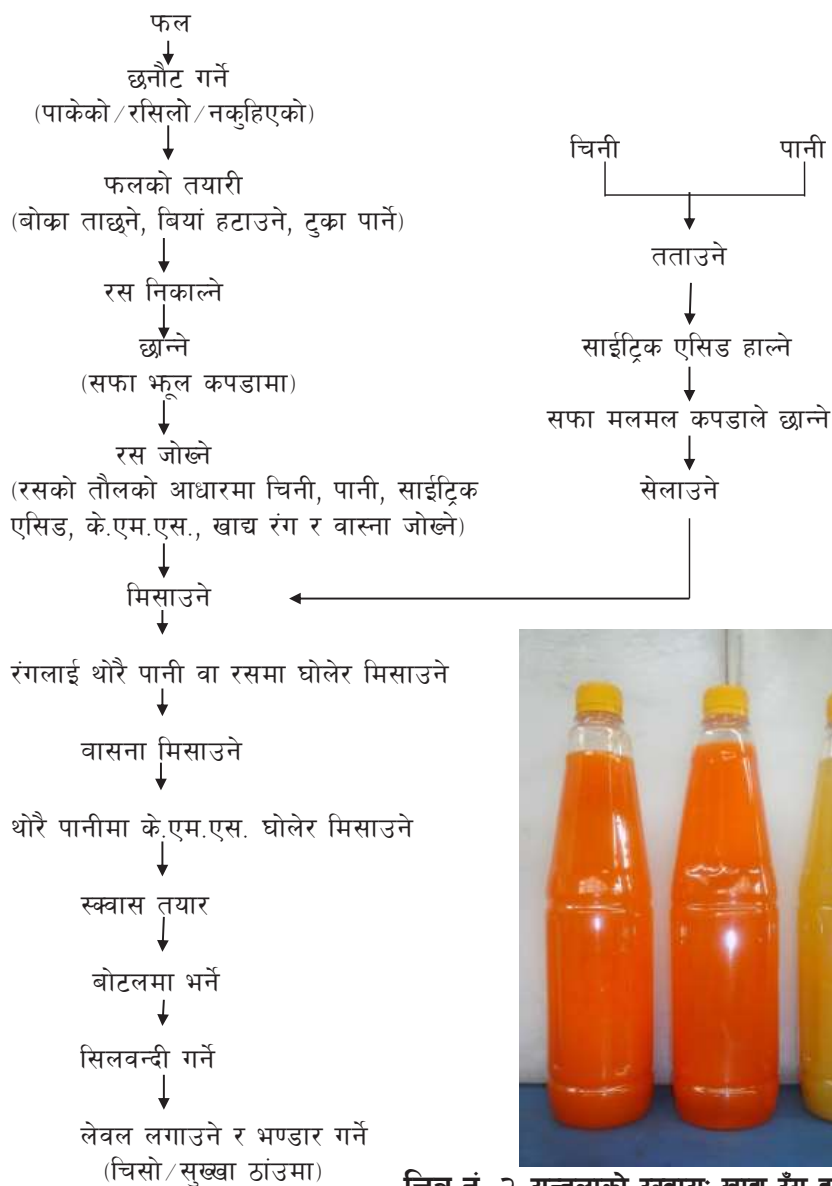 फल
छनौट गर्ने
(पाकेको/रसिलो/नकुहिएको)
फलको तयारी
(बोक्रा ताछ्ने, बियां हटाउने, टुक्रा पार्ने)
रस निकाल्ने
छान्ने
(सफा झूल कपडामा)
रस जोख्ने
(रसको तौलको आधारमा चिनी, पानी, साईट्रिक
एसिड, के.एम.एस., खाद्य रंग र वास्ना जोख्ने)
चिनी पानी
तताउने
साईट्रिक एसिड हाल्ने
सफा मलमल कपडाले छान्ने
सेलाउने
मिसाउने
रंगलाई थोरै पानी वा रसमा घोलेर मिसाउने
वासना मिसाउने
थोरै पानीमा के.एम.एस. घोलेर मिसाउने
स्क्वास तयार
बोटलमा भर्ने
सिलवन्दी गर्ने
लेवल लगाउने र भण्डार गर्ने
(चिसो/सुख्खा ठांउमा)